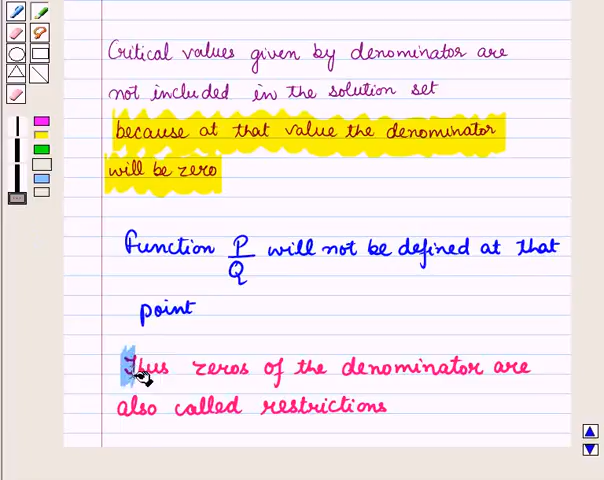 Critical values given by denominator are
not included in the solution set
because at that value the denominator
will be zero
Function P/Q will not be defined at that
point
Thus zeros of the denominator are
also called restrictions